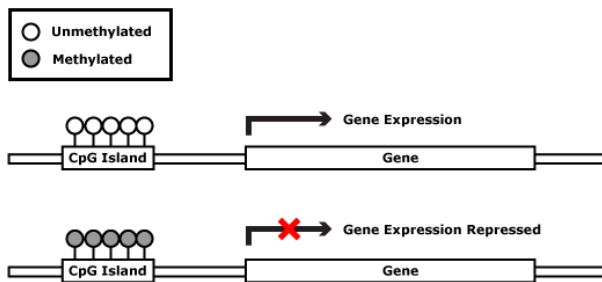 Unmethylated
Methylated
Gene Expression
CpG Island
Gene
Gene Expression Repressed
CpG Island
Gene